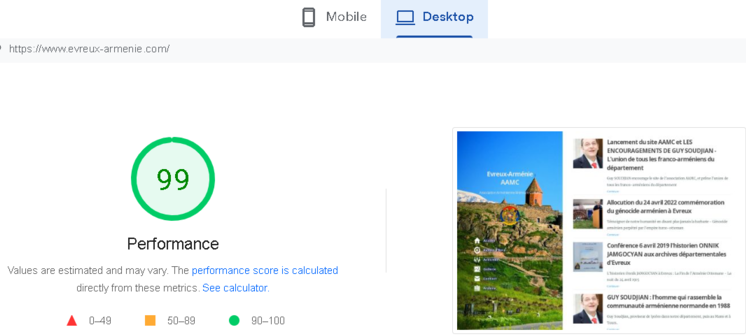 Mobile
Desktop
https://www.evreux-armenie.com/
99
Performance
Values are estimated and may vary. The performance score is calculated
directly from these metrics. See calculator.
0–49
50–89
90–100
Evreux-Arménie
AAMC
Lancement du site AAMC et LES
ENCOURAGEMENTS DE GUY SOUDJIAN -
L'union de tous les franco-arméniens du
département
Allocution du 24 avril 2022 commémoration
du génocide arménien à Evreux
Conférence 6 avril 2019 l'historien ONNIK
JAMGOCYAN aux archives départementales
d'Evreux
GUY SOUDJIAN : l'homme qui rassemble la
communauté arménienne normande en 1988